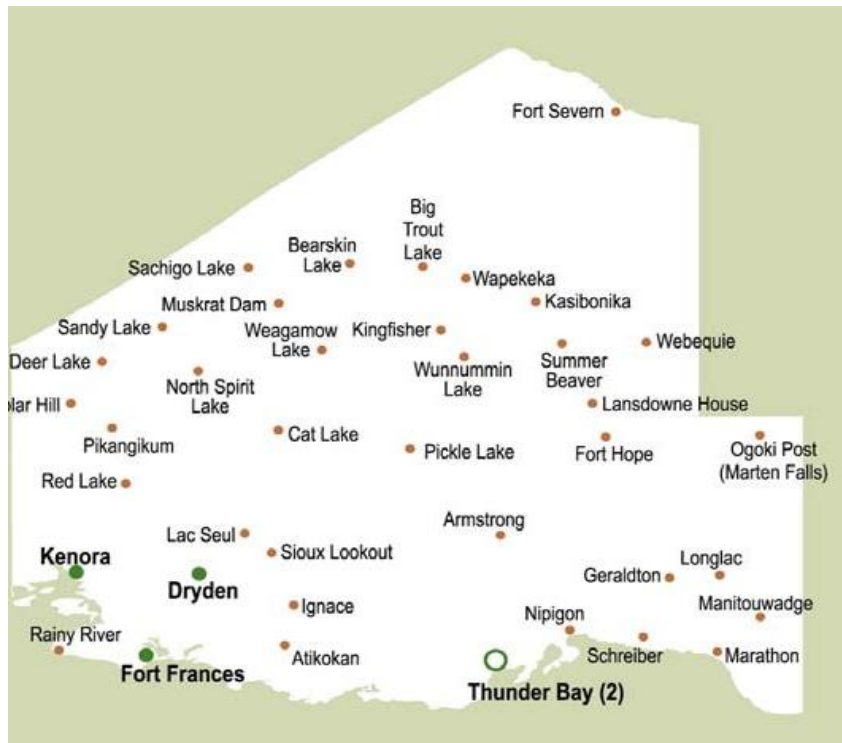 Fort Severn
Big
Trout
Lake
Bearskin
Lake
Sachigo Lake
Wapekeka
Muskrat Dam
Kasibonika
Sandy Lake
Weagamow
Lake
Kingfisher
Webequie
Deer Lake
Wunnummin
Lake
Summer
Beaver
North Spirit
Lake
olar Hill
Lansdowne House
Pikangikum
Cat Lake
Pickle Lake
Fort Hope
Ogoki Post
(Marten Falls)
Red Lake
Armstrong
Lac Seul
Sioux Lookout
Kenora
Dryden
Longlac
Geraldton
Ignace
Manitouwadge
Nipigon
Rainy River
Atikokan
Schreiber
Marathon
Fort Frances
Thunder Bay (2)